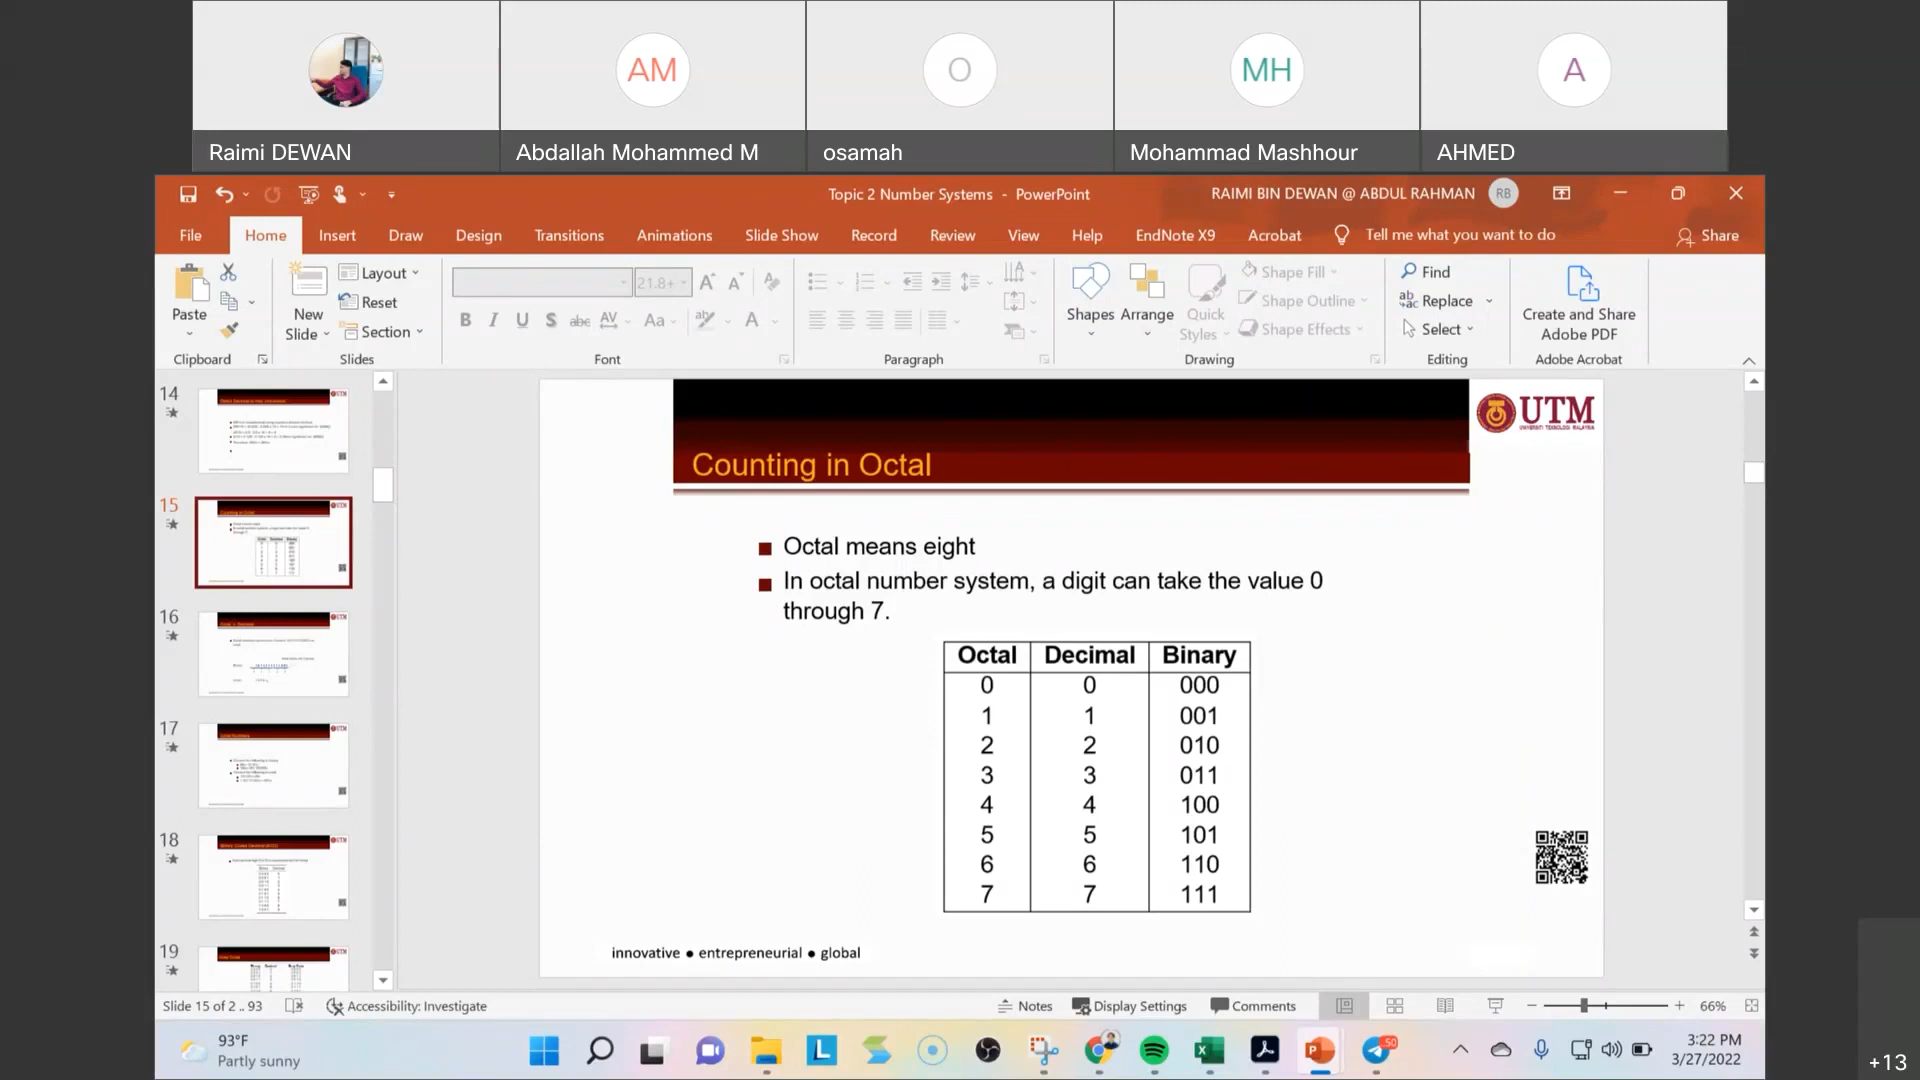 AM
O
MH
A
Raimi DEWAN
Abdallah Mohammed M
osamah
Mohammad Mashhour
AHMED
Topic 2 Number Systems - PowerPoint
RAIMI BIN DEWAN @ ABDUL RAHMAN
RB
File
Home
Insert
Draw
Design
Transitions
Animations
Slide Show
Record
Review
View
Help
EndNote X9
Acrobat
Tell me what you want to do
Share
Paste
Clipboard
New Slide
Layout
Reset
Section
Slides
21.8+
Font
Paragraph
Shapes
Arrange
Quick Styles
Shape Fill
Shape Outline
Shape Effects
Drawing
Find
Replace
Select
Editing
Create and Share
Adobe PDF
Adobe Acrobat
14
15
16
17
18
19
UTM
UNIVERSITI TEKNOLOGI MALAYSIA
Counting in Octal
Octal means eight
In octal number system, a digit can take the value 0
through 7.
Octal Decimal Binary
0 0 000
1 1 001
2 2 010
3 3 011
4 4 100
5 5 101
6 6 110
7 7 111
innovative ● entrepreneurial ● global
Slide 15 of 2 .. 93
Accessibility: Investigate
Notes
Display Settings
Comments
66%
93°F
Partly sunny
50
3:22 PM
3/27/2022
+13